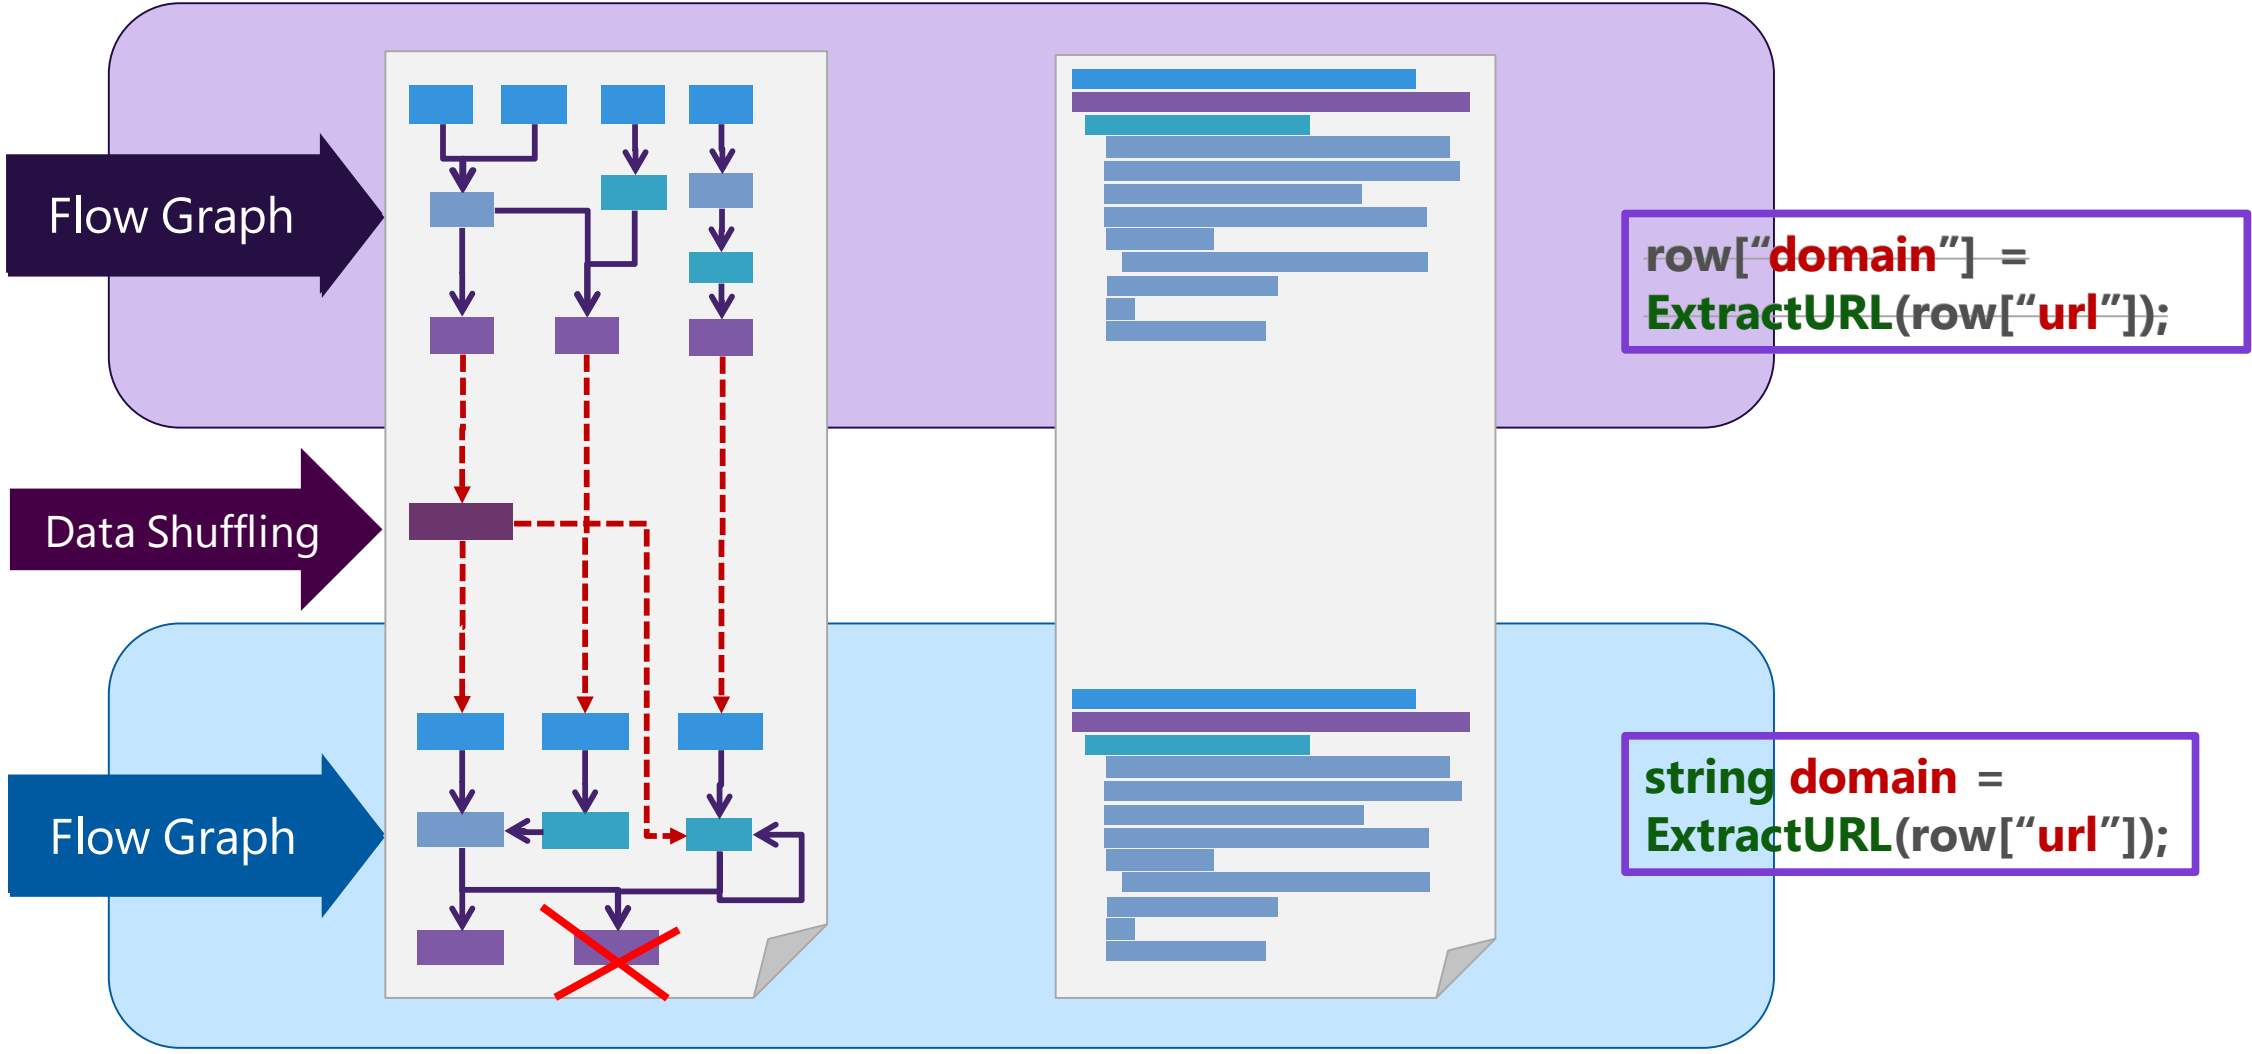 Flow Graph
row[“domain”] =
ExtractURL(row[“url”]);
Data Shuffling
Flow Graph
string domain =
ExtractURL(row[“url”]);